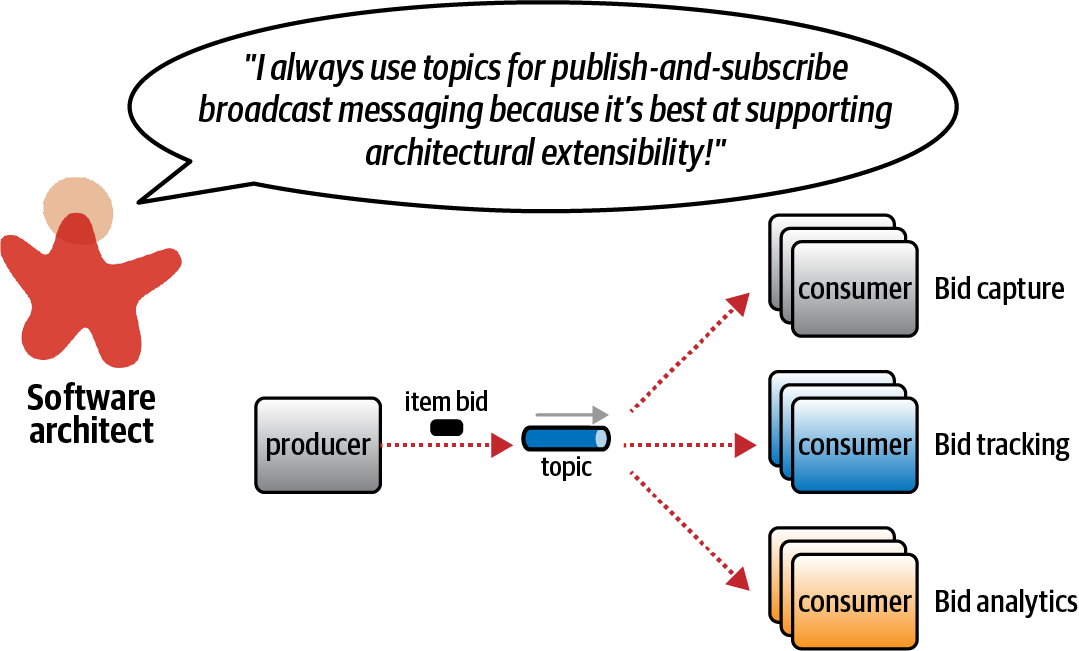 "I always use topics for publish-and-subscribe
broadcast messaging because it's best at supporting
architectural extensibility!"
Software
architect
producer
item bid
topic
consumer
Bid capture
consumer
Bid tracking
consumer
Bid analytics